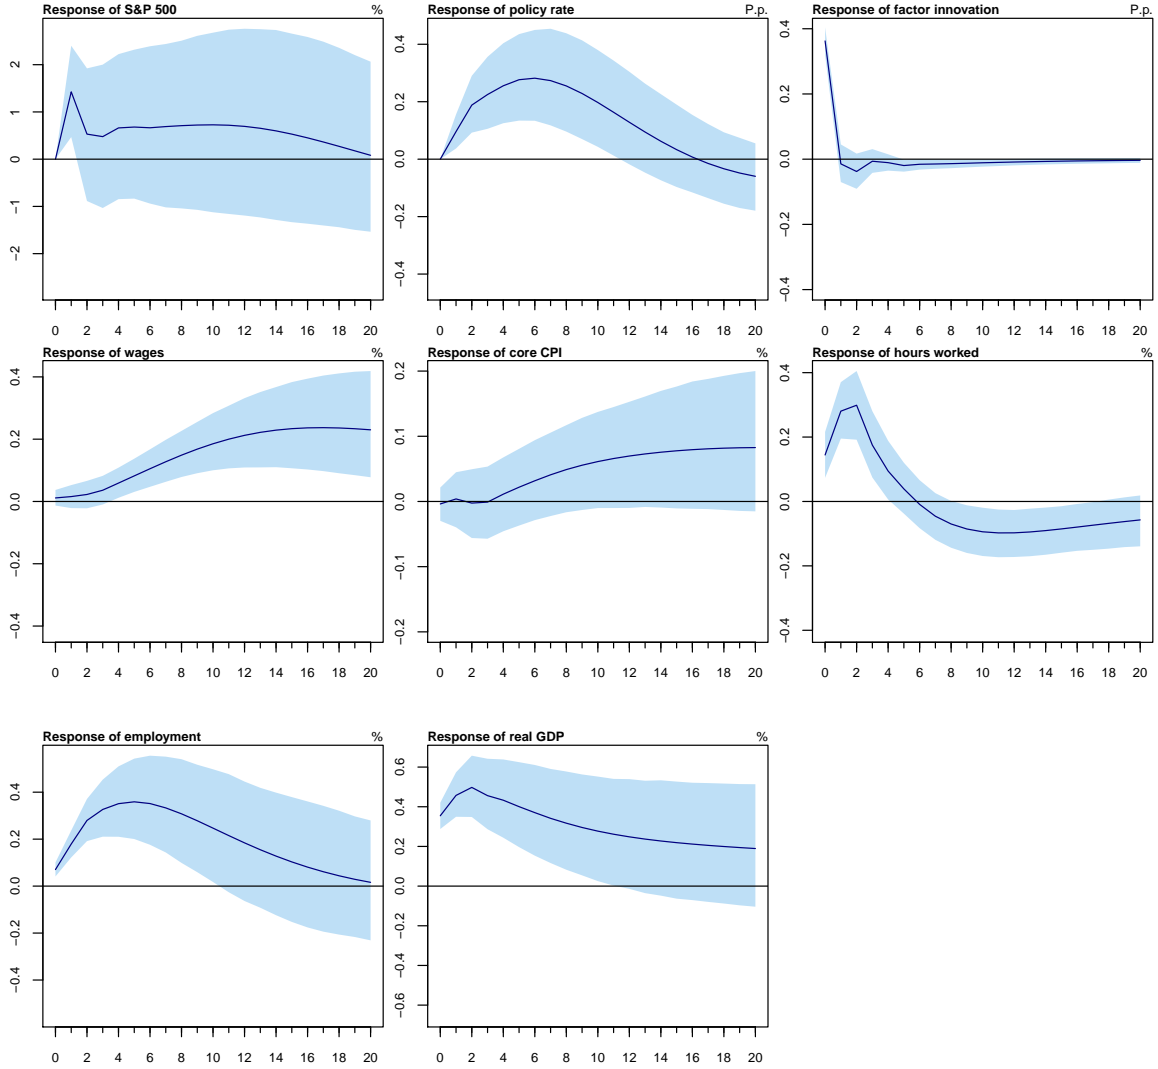 Response of S&P 500 %
2
1
0
−1
−2
0 2 4 6 8 10 12 14 16 18 20
Response of policy rate P.p.
0.4
0.2
0.0
−0.2
−0.4
0 2 4 6 8 10 12 14 16 18 20
Response of factor innovation P.p.
0.4
0.2
0.0
−0.2
−0.4
0 2 4 6 8 10 12 14 16 18 20
Response of wages %
0.4
0.2
0.0
−0.2
−0.4
0 2 4 6 8 10 12 14 16 18 20
Response of core CPI %
0.2
0.1
0.0
−0.1
−0.2
0 2 4 6 8 10 12 14 16 18 20
Response of hours worked %
0.4
0.2
0.0
−0.2
−0.4
0 2 4 6 8 10 12 14 16 18 20
Response of employment %
0.4
0.2
0.0
−0.2
−0.4
0 2 4 6 8 10 12 14 16 18 20
Response of real GDP %
0.6
0.4
0.2
0.0
−0.2
−0.4
−0.6
0 2 4 6 8 10 12 14 16 18 20